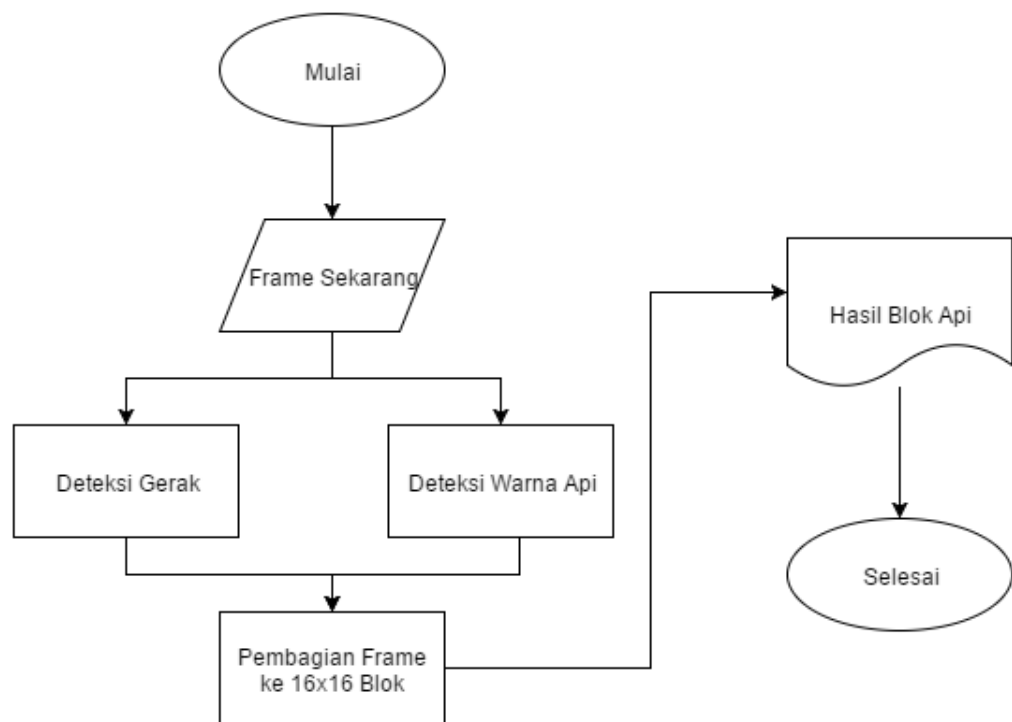 Mulai
Frame Sekarang
Deteksi Gerak
Deteksi Warna Api
Pembagian Frame
ke 16x16 Blok
Hasil Blok Api
Selesai